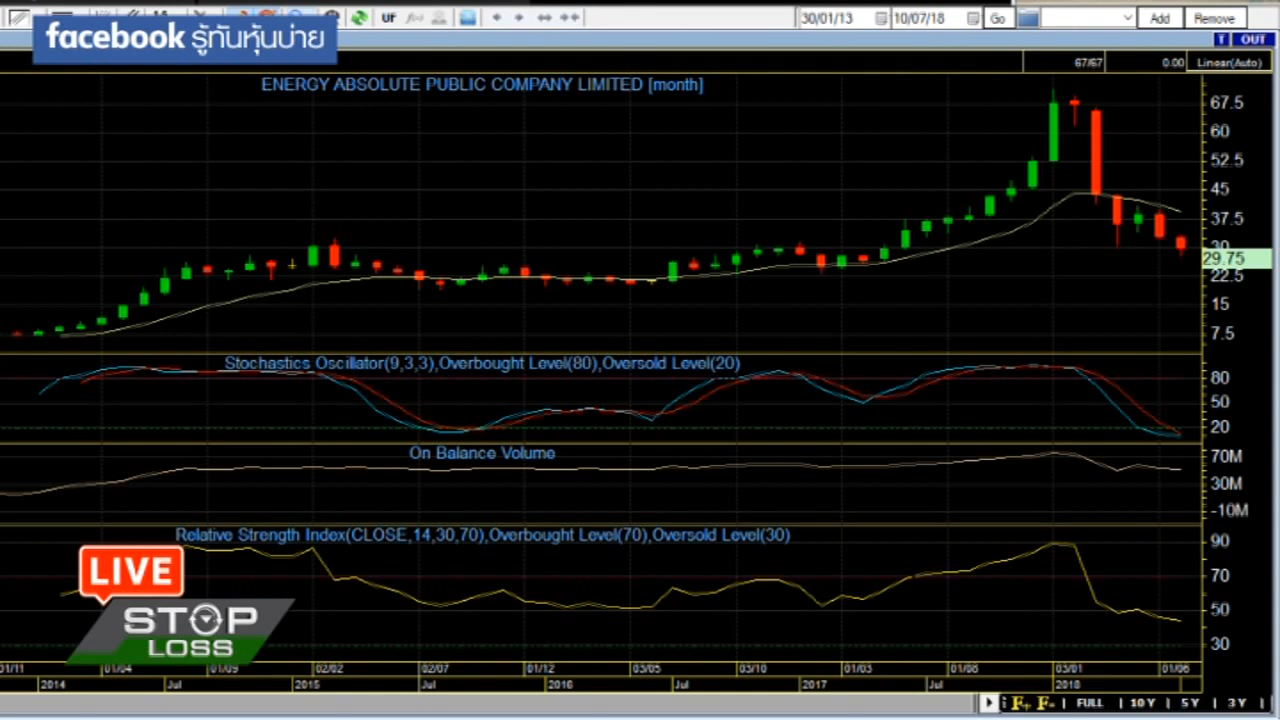 UF
30/01/13
10/07/18
Go
Add
Remove
facebook รู้ทันหุ้นบ่าย
T
OUT
67/67
0.00
Linear(Auto)
ENERGY ABSOLUTE PUBLIC COMPANY LIMITED [month]
67.5
60
52.5
45
37.5
30
29.75
22.5
15
7.5
Stochastics Oscillator(9,3,3),Overbought Level(80),Oversold Level(20)
80
50
20
On Balance Volume
70M
30M
-10M
Relative Strength Index(CLOSE,14,30,70),Overbought Level(70),Oversold Level(30)
90
70
50
30
LIVE
STOP
LOSS
01/11 01/04 01/09 02/02 02/07 01/12 03/05 03/10 01/03 01/08 03/01 01/06
2014 Jul 2015 Jul 2016 Jul 2017 Jul 2018
F+ F- FULL 10 Y 5 Y 3 Y